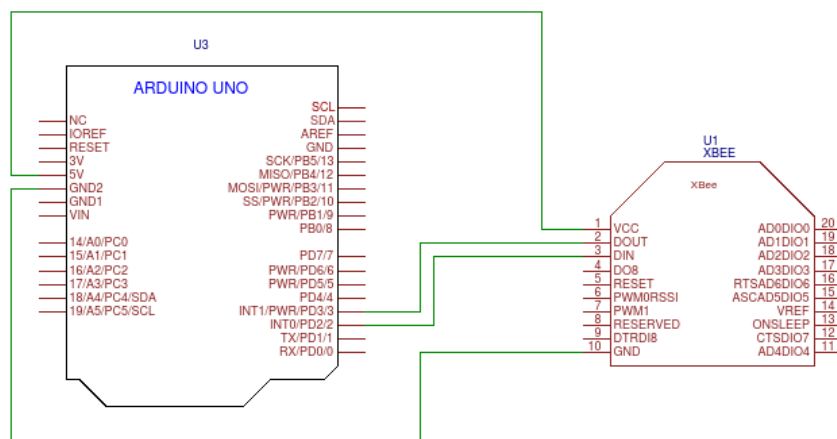 U3
ARDUINO UNO
NC
IOREF
RESET
3V
5V
GND2
GND1
VIN
14/A0/PC0
15/A1/PC1
16/A2/PC2
17/A3/PC3
18/A4/PC4/SDA
19/A5/PC5/SCL
SCL
SDA
AREF
GND
SCK/PB5/13
MISO/PB4/12
MOSI/PWR/PB3/11
SS/PWR/PB2/10
PWR/PB1/9
PB0/8
PD7/7
PWR/PD6/6
PWR/PD5/5
PD4/4
INT1/PWR/PD3/3
INT0/PD2/2
TX/PD1/1
RX/PD0/0
U1
XBEE
XBee
1 VCC
2 DOUT
3 DIN
4 DO8
5 RESET
6 PWM0RSSI
7 PWM1
8 RESERVED
9 DTRDI8
10 GND
AD0DIO0 20
AD1DIO1 19
AD2DIO2 18
AD3DIO3 17
RTSAD6DIO6 16
ASCAD5DIO5 15
VREF 14
ONSLEEP 13
CTSDIO7 12
AD4DIO4 11